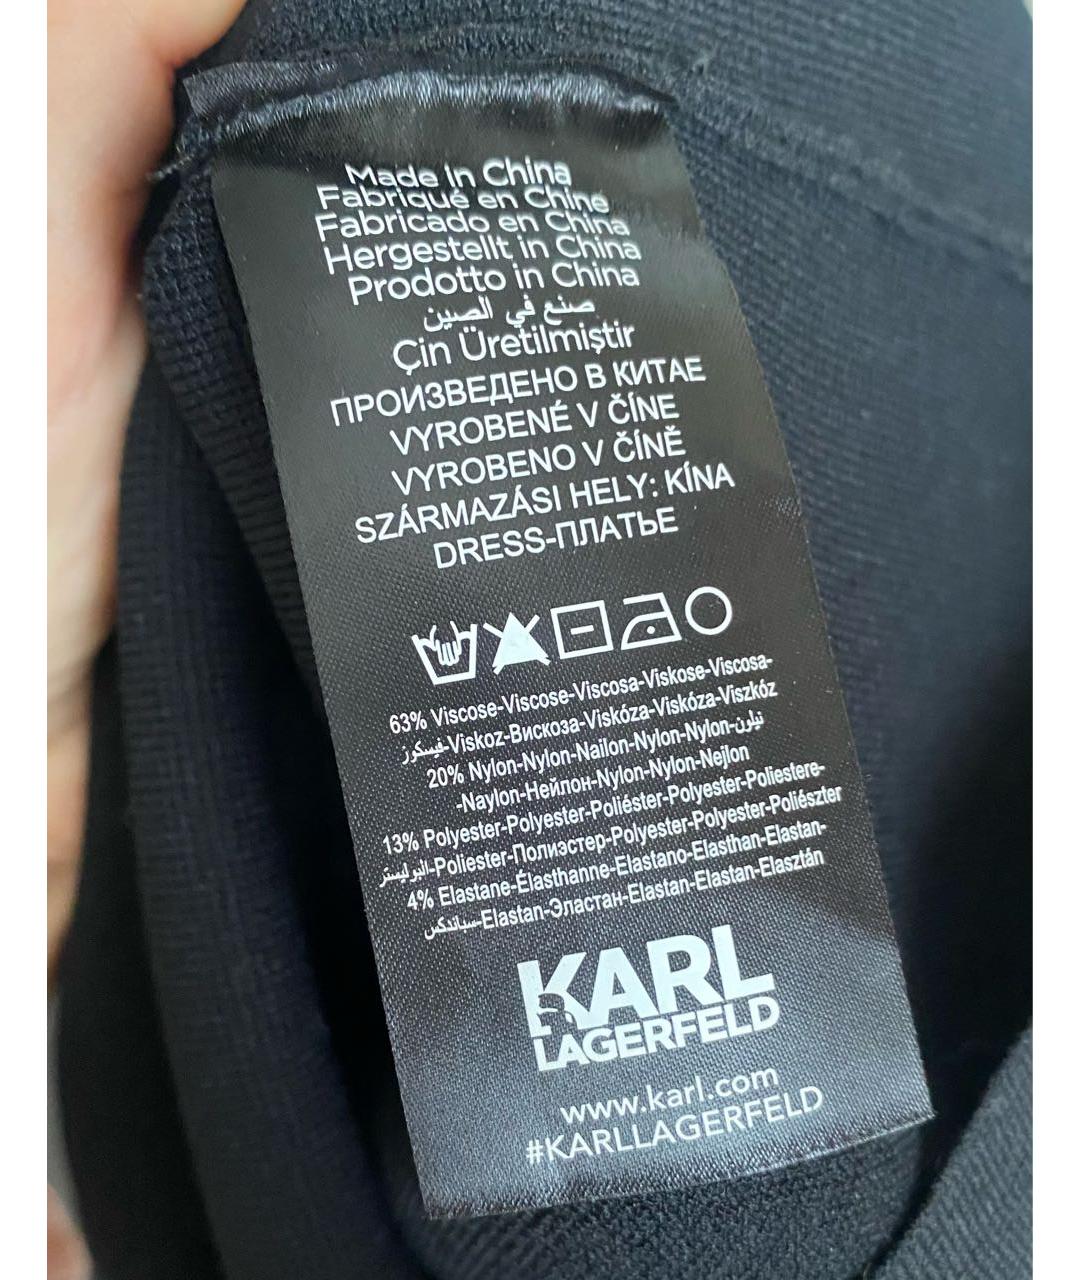 Made in China
Fabriqué en Chine
Fabricado en China
Hergestellt in China
Prodotto in China
صنع في الصين
Çin Üretilmiştir
ПРОИЗВЕДЕНО В КИТАЕ
VYROBENÉ V ČÍNE
VYROBENO V ČÍNĚ
SZÁRMAZÁSI HELY: KÍNA
DRESS-ПЛАТЬЕ
63% Viscose-Viscose-Viscosa-Viskose-Viscosa-
فيسكوز-Viskoz-Вискоза-Viskóza-Viskóza-Viszkóz
20% Nylon-Nylon-Nailon-Nylon-Nylon-نيلون
-Naylon-Нейлон-Nylon-Nylon-Nejlon
13% Polyester-Polyester-Poliéster-Polyester-Poliestere-
البوليستر-Poliester-Полиэстер-Polyester-Polyester-Poliészter
4% Elastane-Élasthanne-Elastano-Elasthan-Elastan-
سباندكس-Elastan-Эластан-Elastan-Elastan-Elasztán
KARL
LAGERFELD
www.karl.com
#KARLLAGERFELD